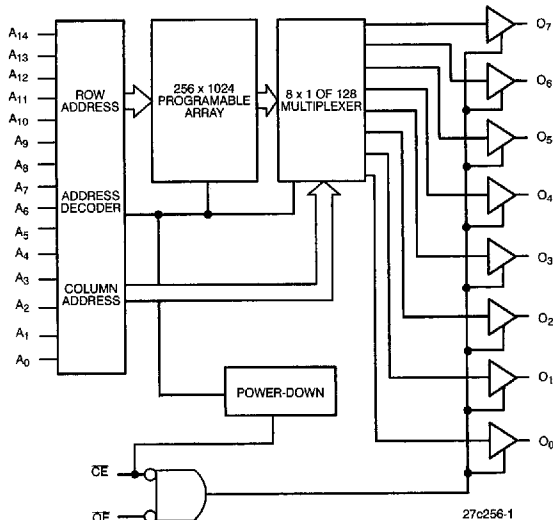 A14
A13
A12
A11
A10
A9
A8
A7
A6
A5
A4
A3
A2
A1
A0
ROW
ADDRESS
ADDRESS
DECODER
COLUMN
ADDRESS
256 x 1024
PROGRAMABLE
ARRAY
8 x 1 OF 128
MULTIPLEXER
POWER-DOWN
CE
OE
O7
O6
O5
O4
O3
O2
O1
O0
27c256-1